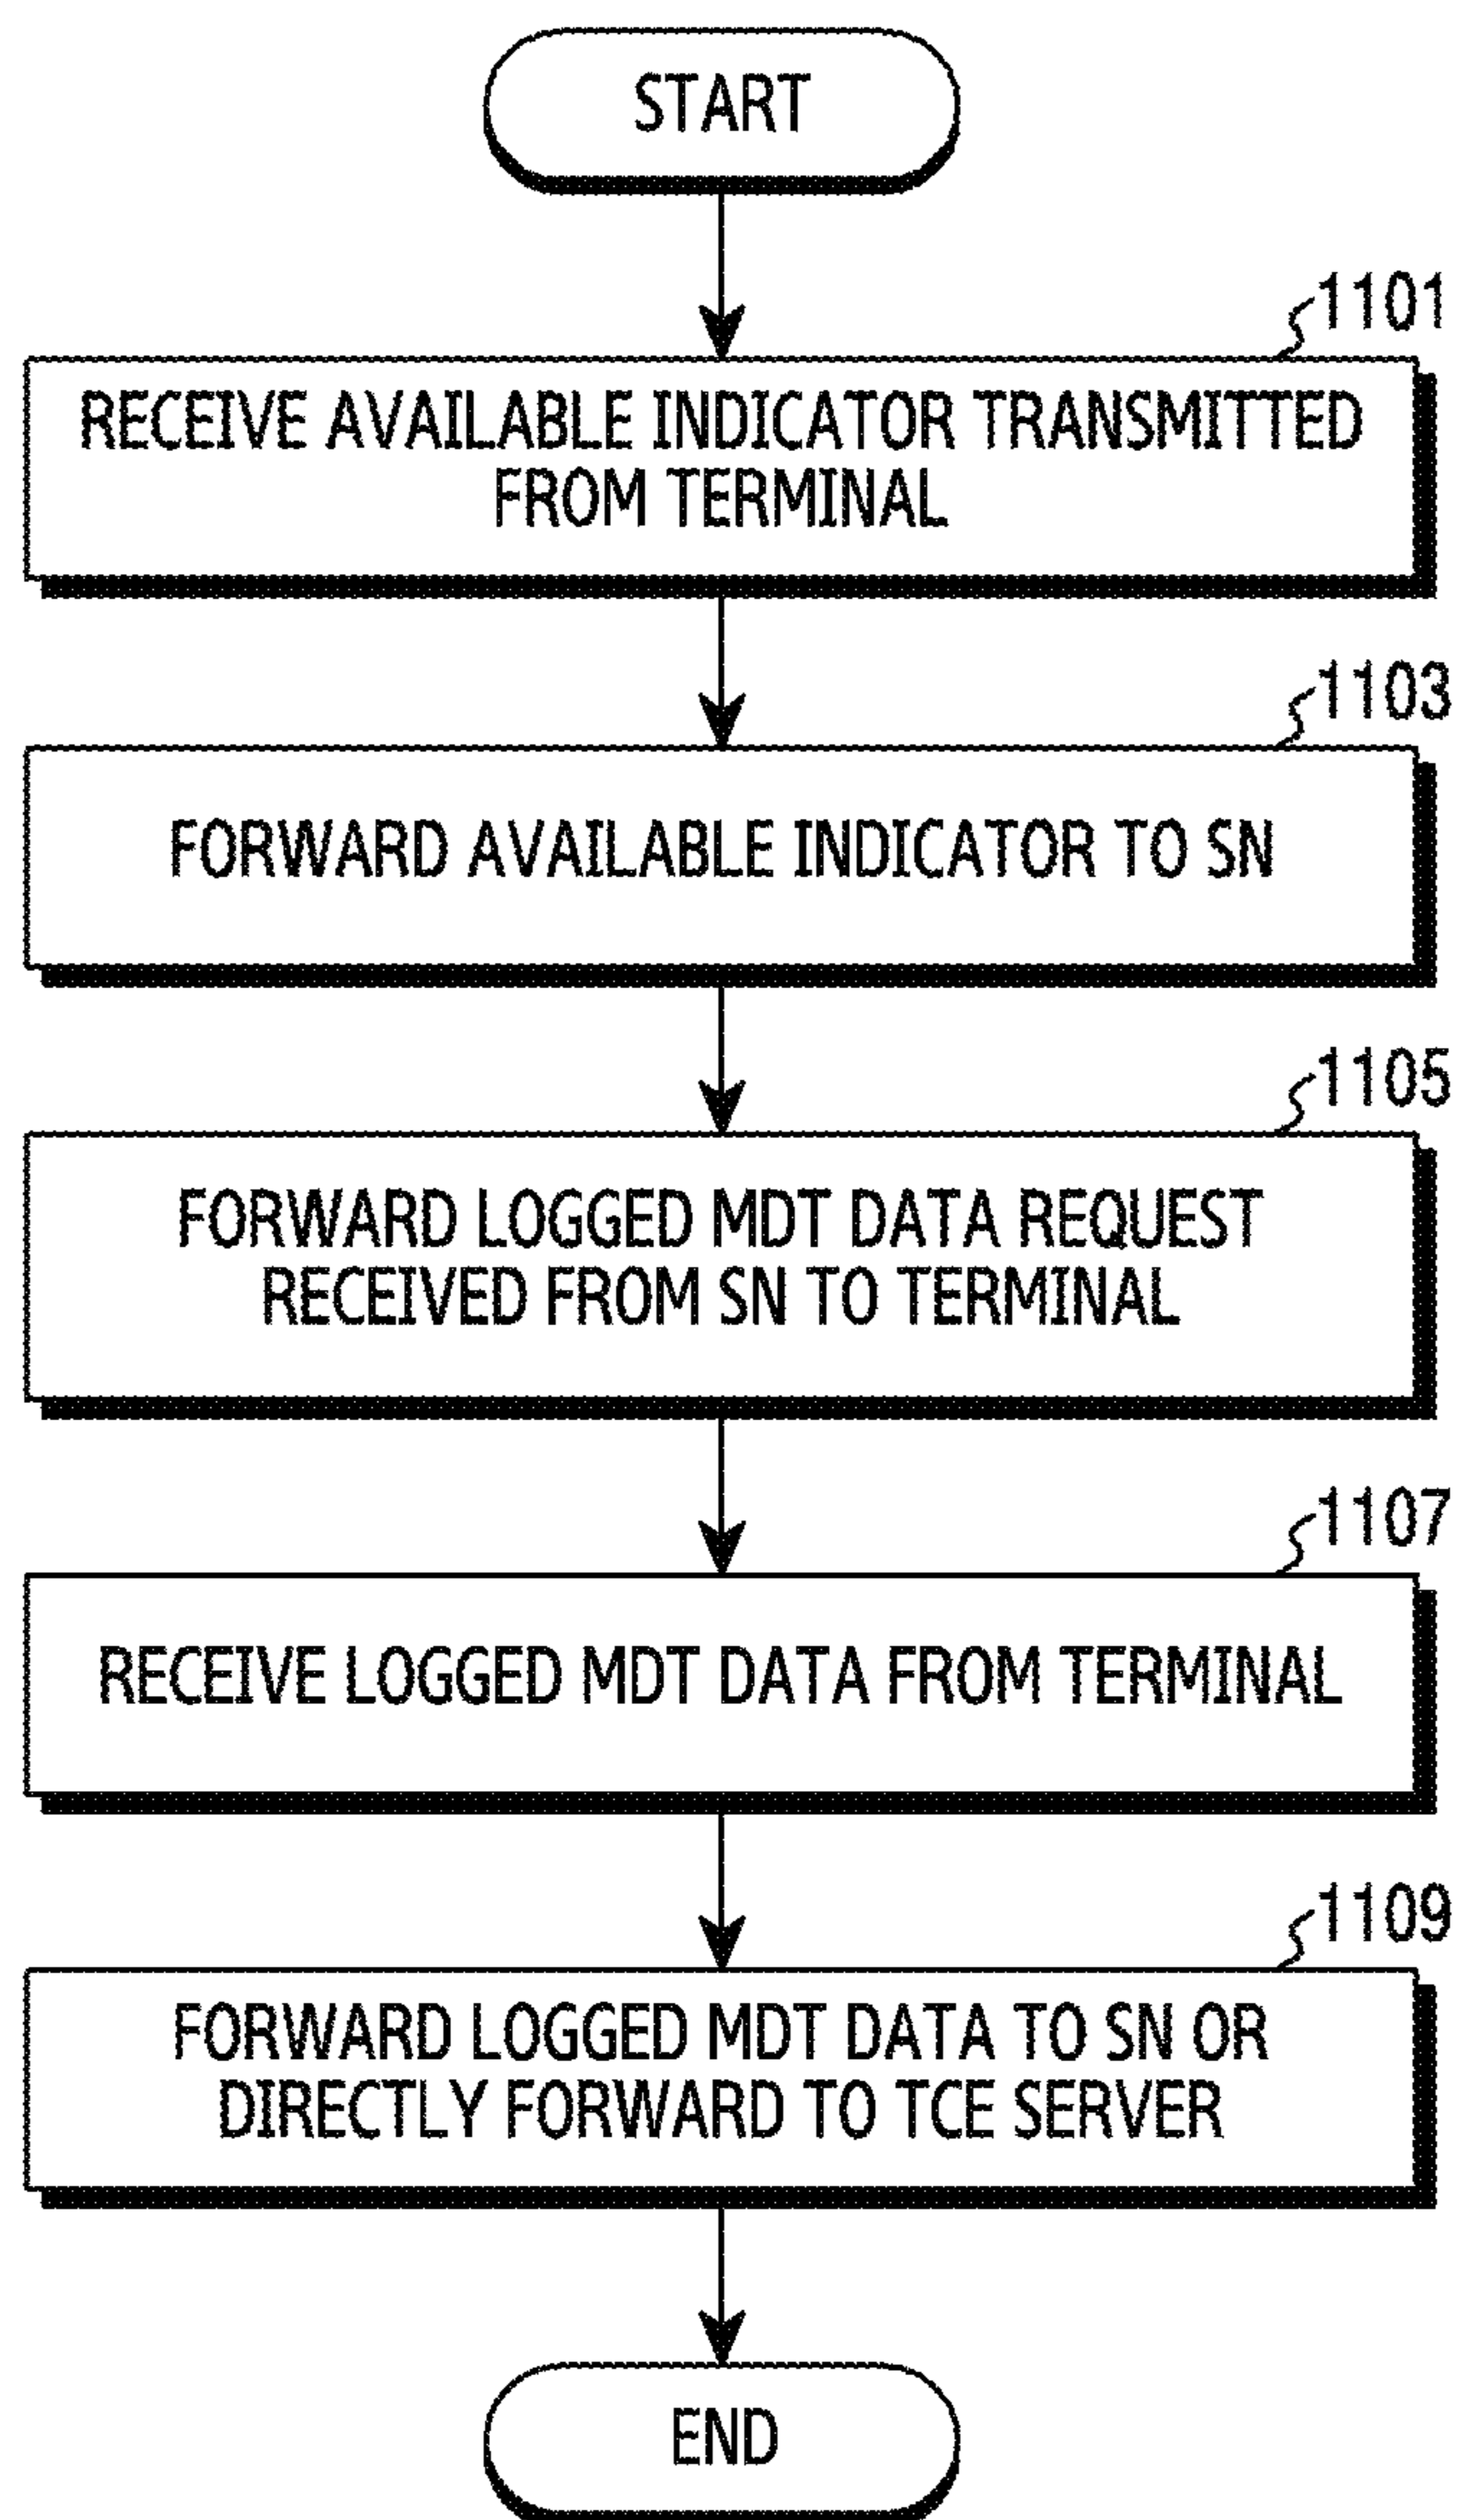 START
1101
RECEIVE AVAILABLE INDICATOR TRANSMITTED
FROM TERMINAL
1103
FORWARD AVAILABLE INDICATOR TO SN
1105
FORWARD LOGGED MDT DATA REQUEST
RECEIVED FROM SN TO TERMINAL
1107
RECEIVE LOGGED MDT DATA FROM TERMINAL
1109
FORWARD LOGGED MDT DATA TO SN OR
DIRECTLY FORWARD TO TCE SERVER
END